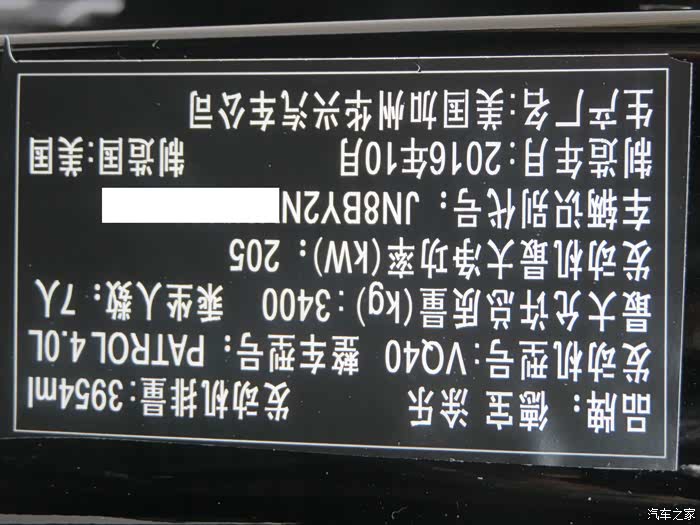 品牌: 德宝 涂乐 发动机排量:3954ml
发动机型号:VQ40 整车型号: PATROL 4.0L
最大允许总质量(kg):3400 乘坐人数: 7人
发动机最大净功率(kW): 205
车辆识别代号: JN8BY2N
制造年月:2016年10月 制造国:美国
生产厂名:美国加州华兴汽车公司
汽车之家